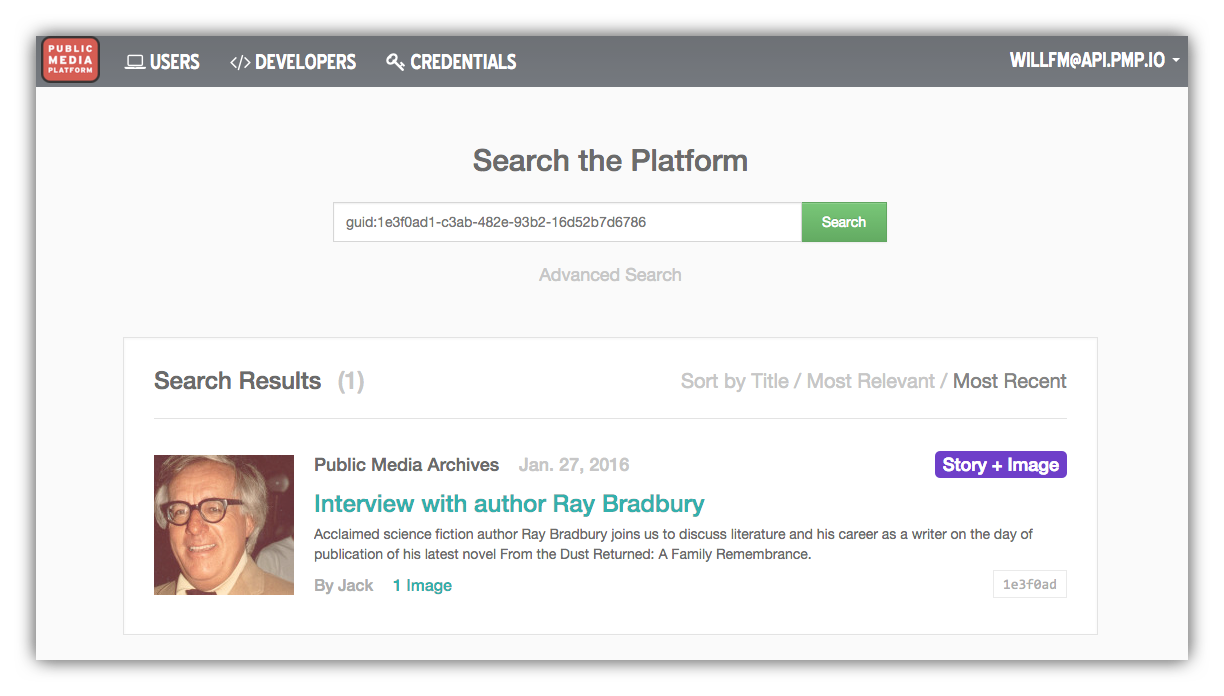 PUBLIC
MEDIA
PLATFORM
USERS
</> DEVELOPERS
CREDENTIALS
WILLFM@API.PMP.IO
Search the Platform
guid:1e3f0ad1-c3ab-482e-93b2-16d52b7d6786
Search
Advanced Search
Search Results (1)
Sort by Title / Most Relevant / Most Recent
Public Media Archives Jan. 27, 2016
Story + Image
Interview with author Ray Bradbury
Acclaimed science fiction author Ray Bradbury joins us to discuss literature and his career as a writer on the day of
publication of his latest novel From the Dust Returned: A Family Remembrance.
By Jack 1 Image
1e3f0ad